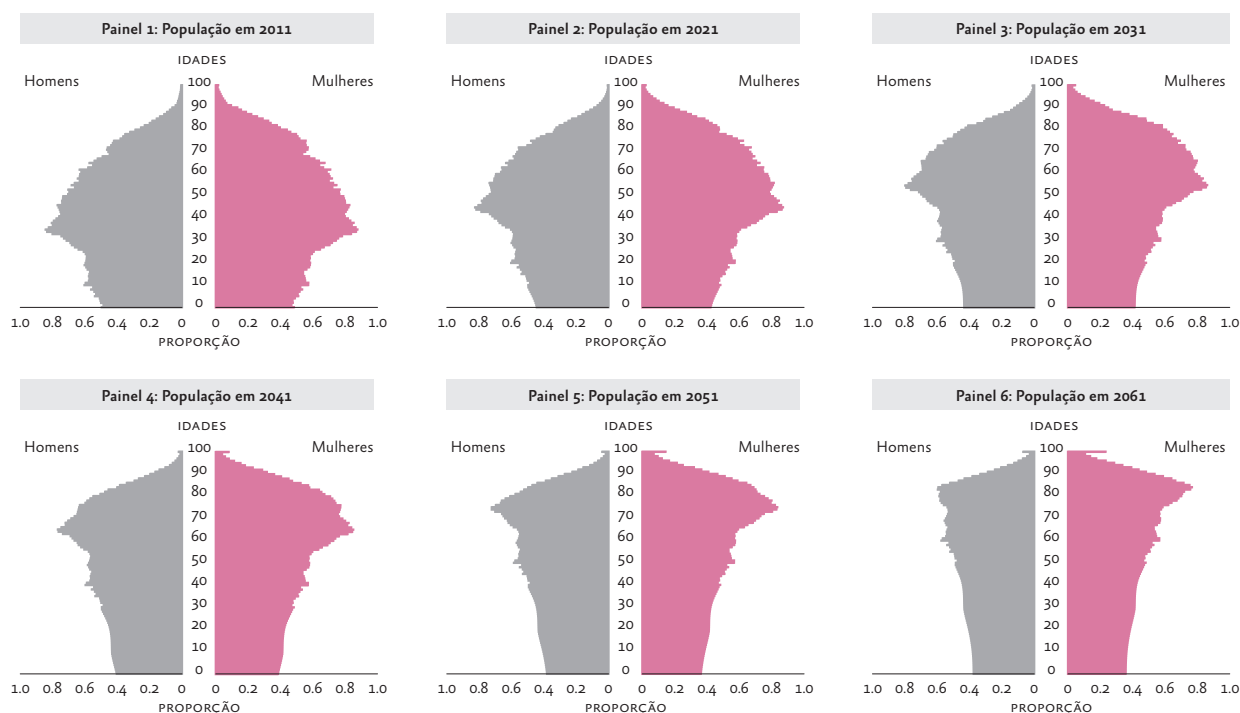 Painel 1: População em 2011
IDADES
Homens
Mulheres
100
90
80
70
60
50
40
30
20
10
0
1.0 0.8 0.6 0.4 0.2 0 0 0.2 0.4 0.6 0.8 1.0
PROPORÇÃO
Painel 2: População em 2021
IDADES
Homens
Mulheres
100
90
80
70
60
50
40
30
20
10
0
1.0 0.8 0.6 0.4 0.2 0 0 0.2 0.4 0.6 0.8 1.0
PROPORÇÃO
Painel 3: População em 2031
IDADES
Homens
Mulheres
100
90
80
70
60
50
40
30
20
10
0
1.0 0.8 0.6 0.4 0.2 0 0 0.2 0.4 0.6 0.8 1.0
PROPORÇÃO
Painel 4: População em 2041
IDADES
Homens
Mulheres
100
90
80
70
60
50
40
30
20
10
0
1.0 0.8 0.6 0.4 0.2 0 0 0.2 0.4 0.6 0.8 1.0
PROPORÇÃO
Painel 5: População em 2051
IDADES
Homens
Mulheres
100
90
80
70
60
50
40
30
20
10
0
1.0 0.8 0.6 0.4 0.2 0 0 0.2 0.4 0.6 0.8 1.0
PROPORÇÃO
Painel 6: População em 2061
IDADES
Homens
Mulheres
100
90
80
70
60
50
40
30
20
10
0
1.0 0.8 0.6 0.4 0.2 0 0 0.2 0.4 0.6 0.8 1.0
PROPORÇÃO